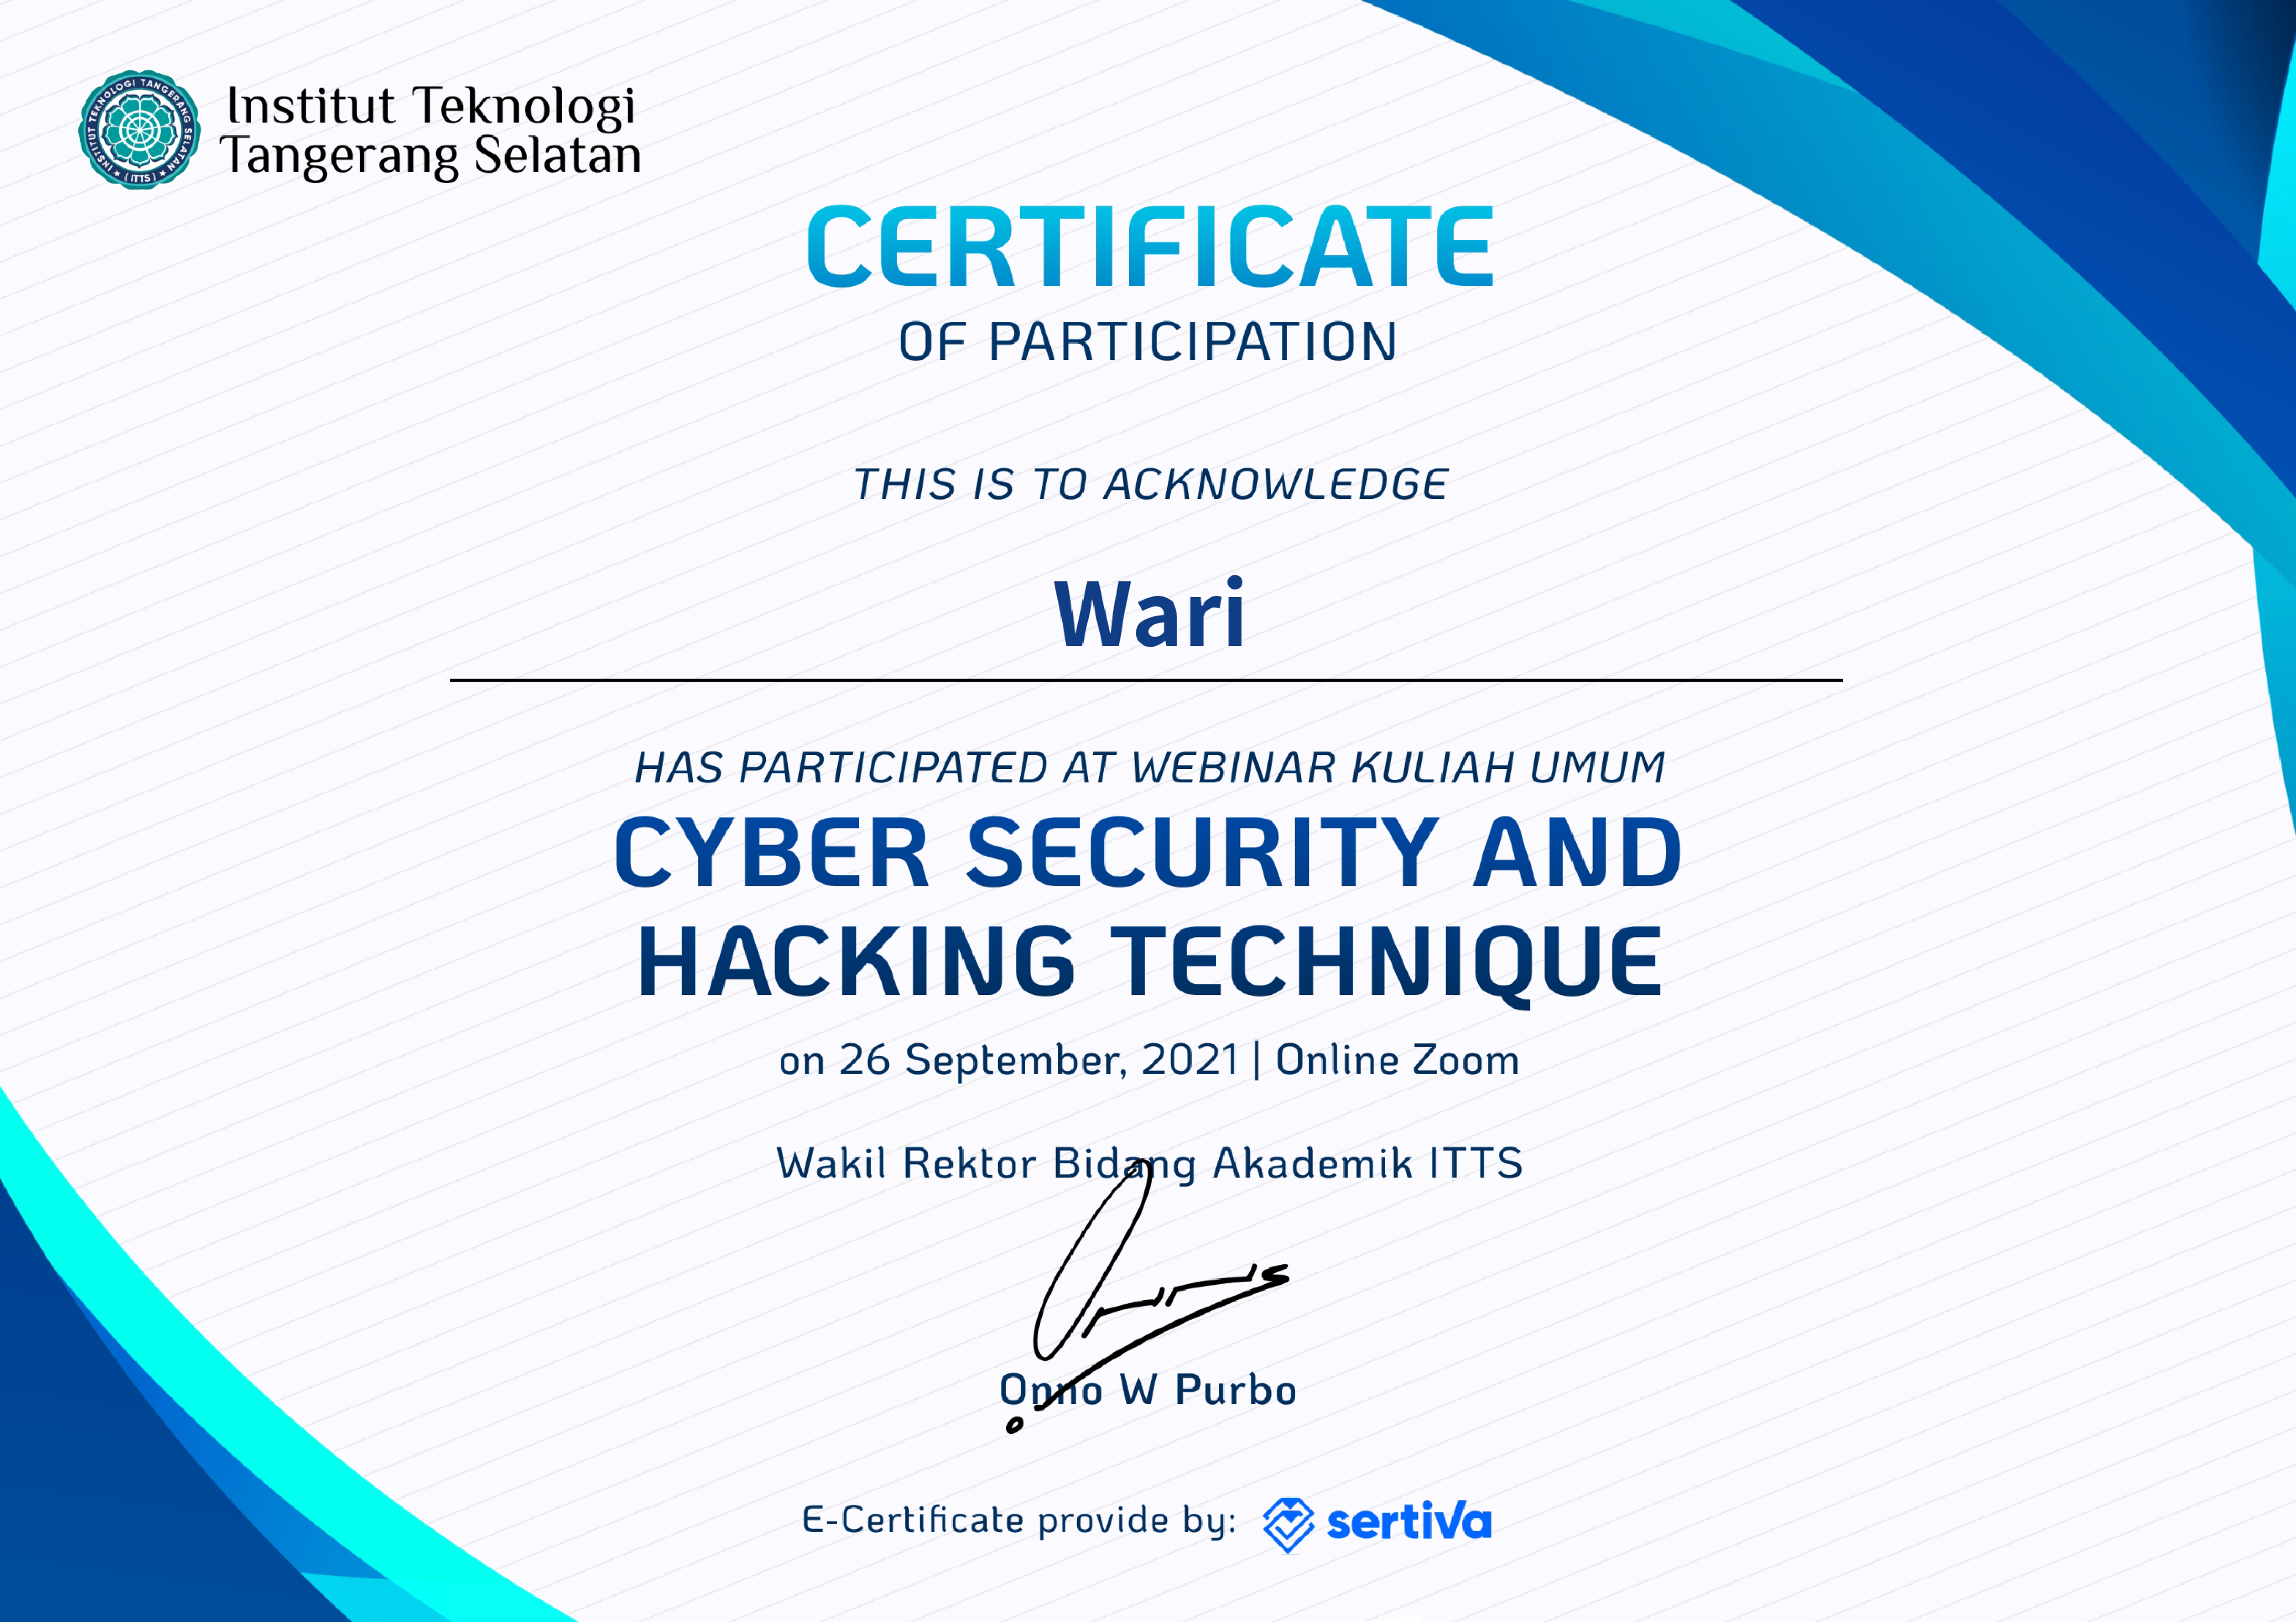 INSTITUT TEKNOLOGI TANGERANG SELATAN
(ITTS)
Institut Teknologi
Tangerang Selatan
CERTIFICATE
OF PARTICIPATION
THIS IS TO ACKNOWLEDGE
Wari
HAS PARTICIPATED AT WEBINAR KULIAH UMUM
CYBER SECURITY AND
HACKING TECHNIQUE
on 26 September, 2021 | Online Zoom
Wakil Rektor Bidang Akademik ITTS
Onno W Purbo
E-Certificate provide by: sertiva